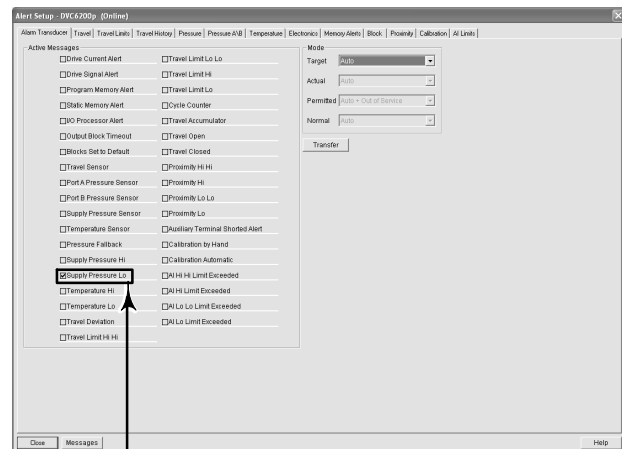 Alert Setup - DVC6200p (Online)
Alarm Transducer | Travel | Travel Limits | Travel History | Pressure | Pressure A\B | Temperature | Electronics | Memory Alerts | Block | Proximity | Calibration | AI Limits
Active Messages
Drive Current Alert
Drive Signal Alert
Program Memory Alert
Static Memory Alert
I/O Processor Alert
Output Block Timeout
Blocks Set to Default
Travel Sensor
Port A Pressure Sensor
Port B Pressure Sensor
Supply Pressure Sensor
Temperature Sensor
Pressure Fallback
Supply Pressure Hi
Supply Pressure Lo
Temperature Hi
Temperature Lo
Travel Deviation
Travel Limit Hi Hi
Travel Limit Lo Lo
Travel Limit Hi
Travel Limit Lo
Cycle Counter
Travel Accumulator
Travel Open
Travel Closed
Proximity Hi Hi
Proximity Hi
Proximity Lo Lo
Proximity Lo
Auxiliary Terminal Shorted Alert
Calibration by Hand
Calibration Automatic
AI Hi Hi Limit Exceeded
AI Hi Limit Exceeded
AI Lo Lo Limit Exceeded
AI Lo Limit Exceeded
Mode
Target Auto
Actual Auto
Permitted Auto + Out of Service
Normal Auto
Transfer
Close Messages Help